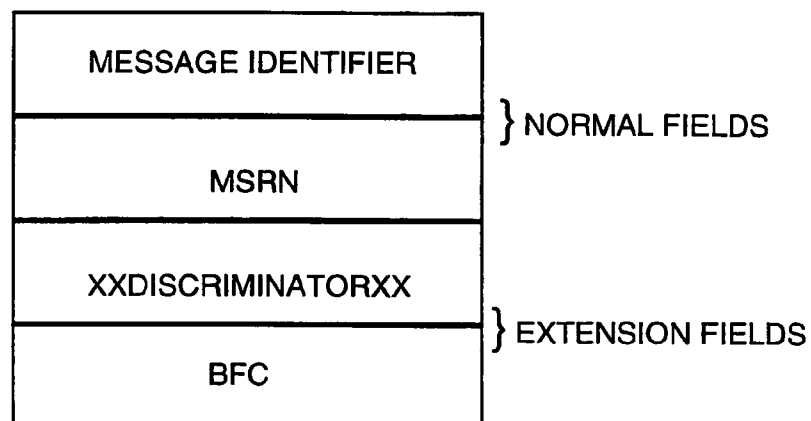 MESSAGE IDENTIFIER
} NORMAL FIELDS
MSRN
XXDISCRIMINATORXX
} EXTENSION FIELDS
BFC